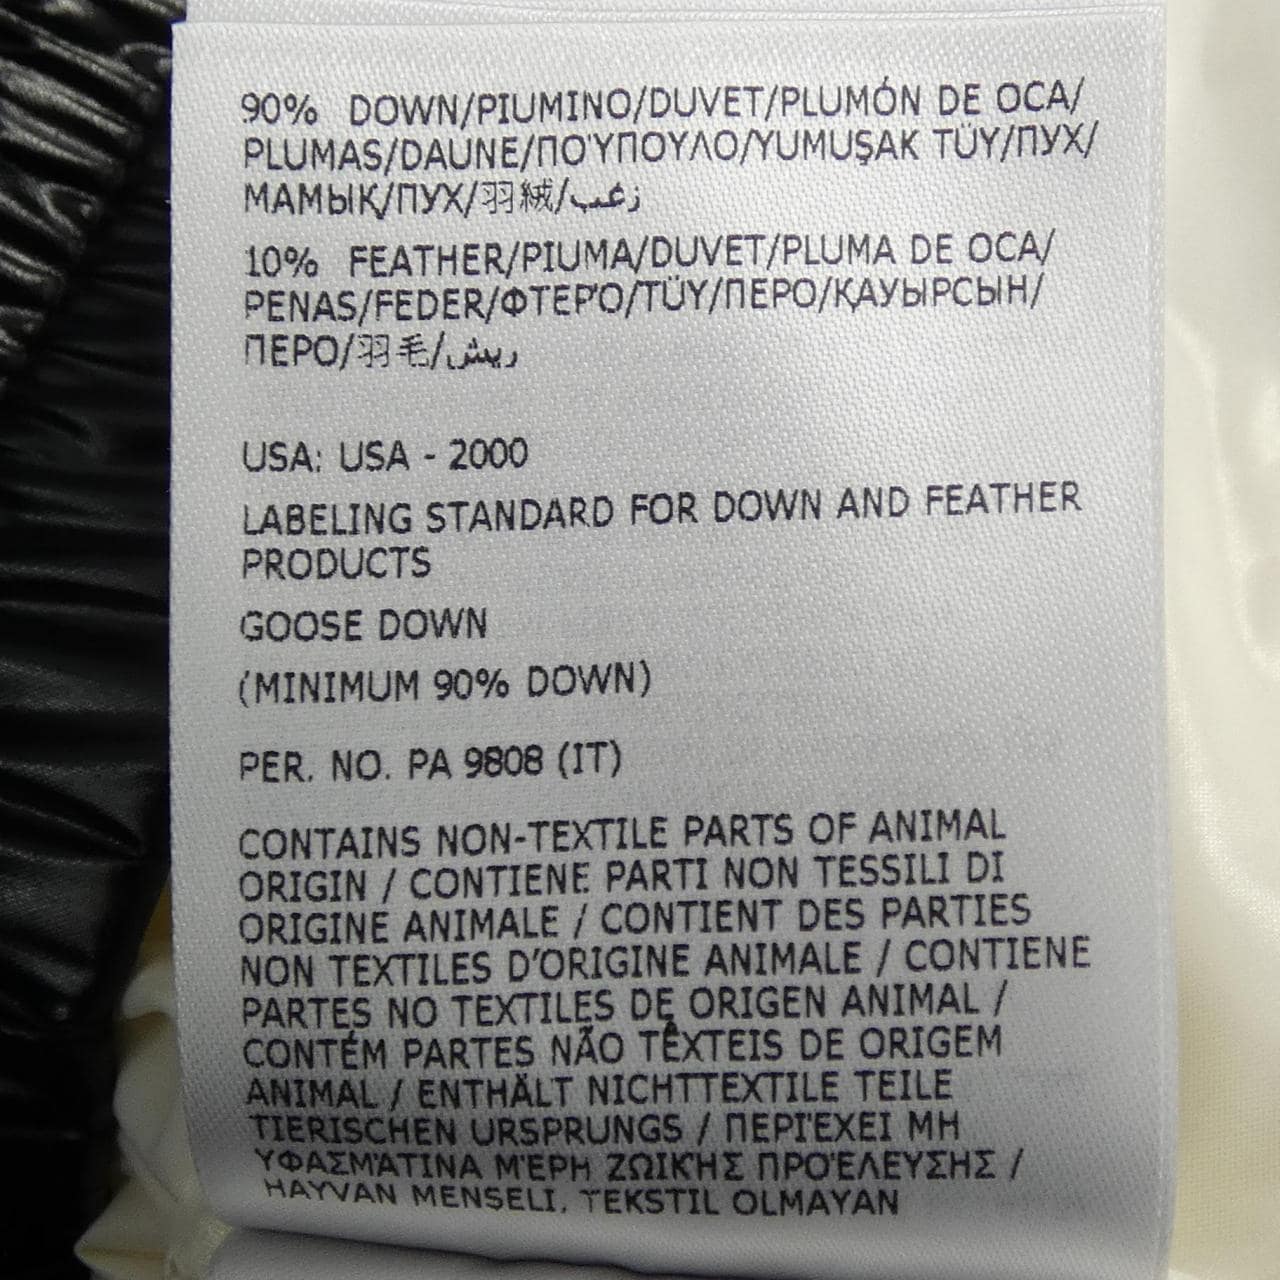 90% DOWN/PIUMINO/DUVET/PLUMÓN DE OCA/
PLUMAS/DAUNE/ΠΟΎΠΟΥΛΟ/YUMUŞAK TÜY/ПУХ/
МАМЫҚ/ПУХ/羽絨/زغب
10% FEATHER/PIUMA/DUVET/PLUMA DE OCA/
PENAS/FEDER/ΦΤΕΡΌ/TÜY/ПЕРО/ҚАУЫРСЫН/
ПЕРО/羽毛/ريش
USA: USA - 2000
LABELING STANDARD FOR DOWN AND FEATHER
PRODUCTS
GOOSE DOWN
(MINIMUM 90% DOWN)
PER. NO. PA 9808 (IT)
CONTAINS NON-TEXTILE PARTS OF ANIMAL
ORIGIN / CONTIENE PARTI NON TESSILI DI
ORIGINE ANIMALE / CONTIENT DES PARTIES
NON TEXTILES D'ORIGINE ANIMALE / CONTIENE
PARTES NO TEXTILES DE ORIGEN ANIMAL /
CONTÉM PARTES NÃO TÊXTEIS DE ORIGEM
ANIMAL / ENTHÄLT NICHTTEXTILE TEILE
TIERISCHEN URSPRUNGS / ΠΕΡΙΈΧΕΙ ΜΗ
ΥΦΑΣΜΆΤΙΝΑ ΜΈΡΗ ΖΩΙΚΉΣ ΠΡΟΈΛΕΥΣΗΣ /
HAYVAN MENŞELI, TEKSTIL OLMAYAN